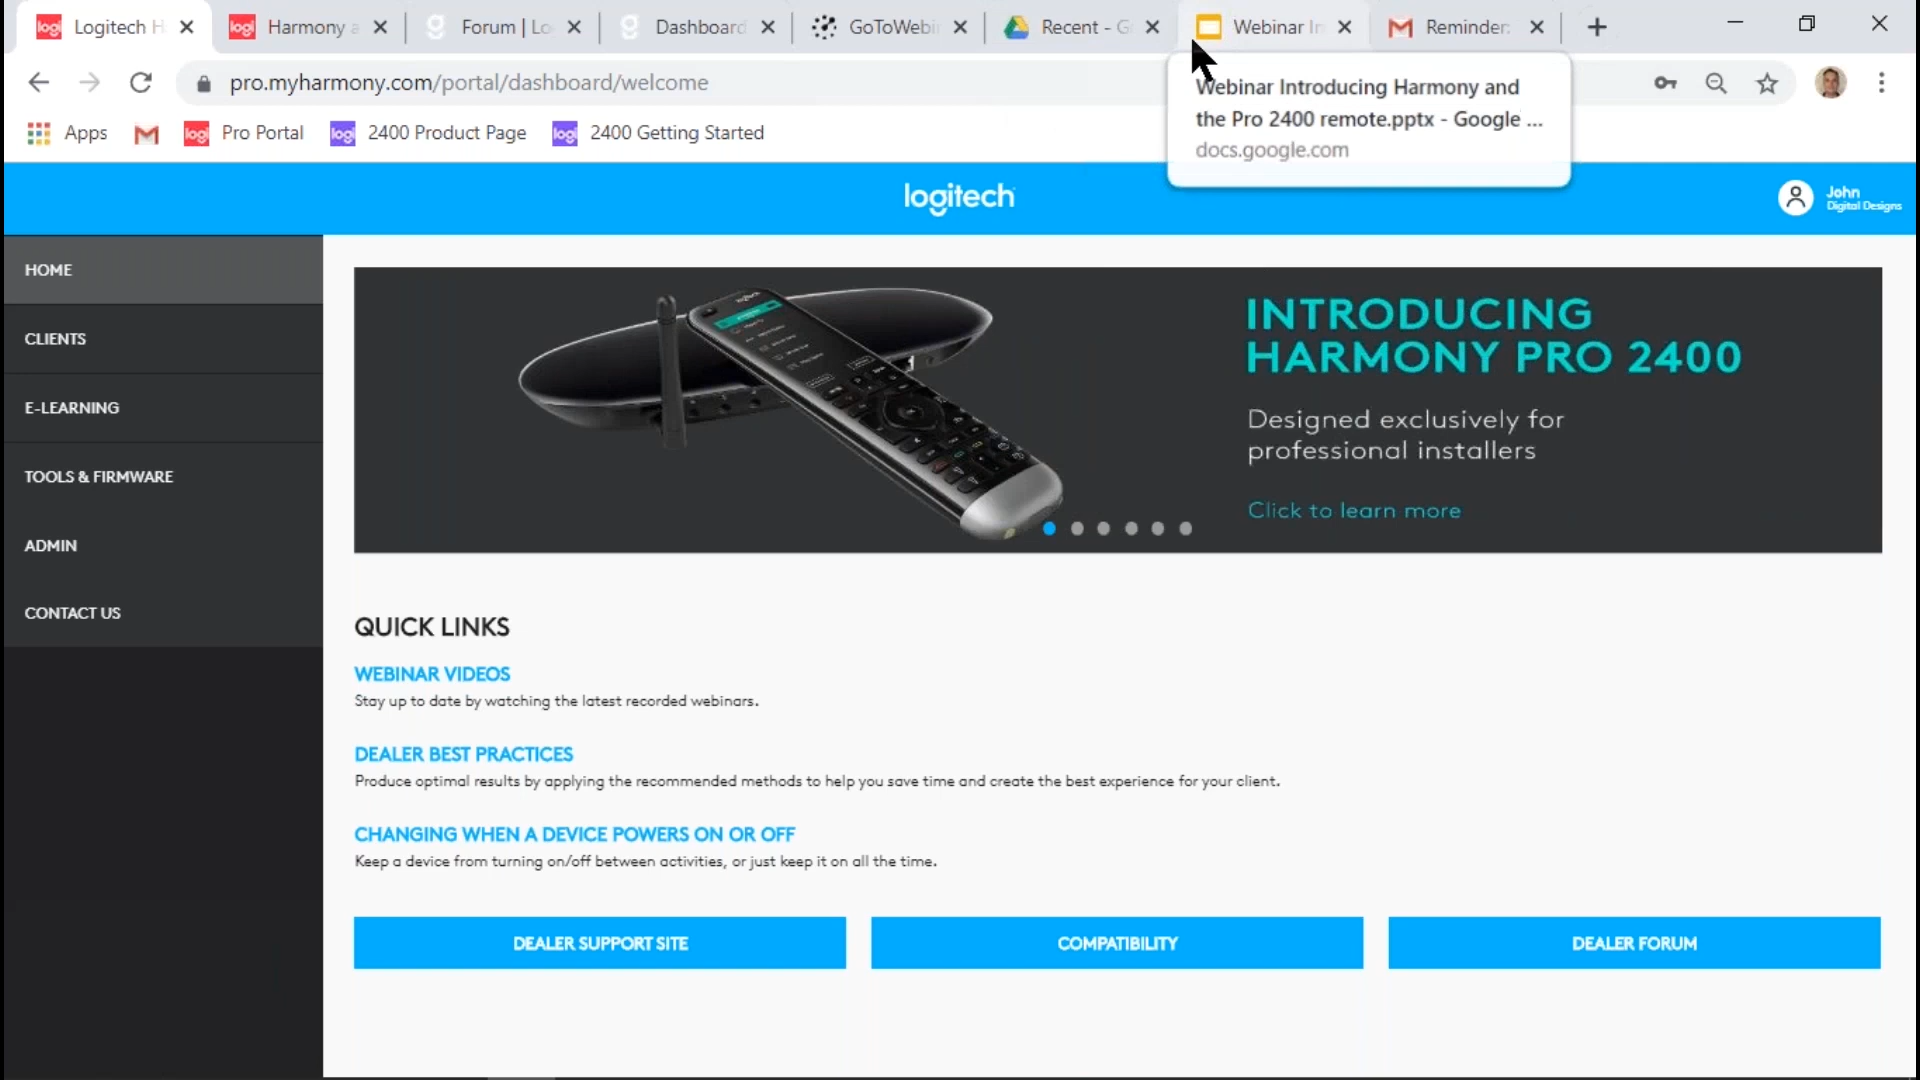 Logitech H
Harmony a
Forum | Lo
Dashboard
GoToWebi
Recent - G
Webinar In
Reminder:
pro.myharmony.com/portal/dashboard/welcome
Webinar Introducing Harmony and
the Pro 2400 remote.pptx - Google ...
docs.google.com
Apps
logi Pro Portal
logi 2400 Product Page
logi 2400 Getting Started
logitech
John
Digital Designs
HOME
CLIENTS
E-LEARNING
TOOLS & FIRMWARE
ADMIN
CONTACT US
INTRODUCING
HARMONY PRO 2400
Designed exclusively for
professional installers
Click to learn more
QUICK LINKS
WEBINAR VIDEOS
Stay up to date by watching the latest recorded webinars.
DEALER BEST PRACTICES
Produce optimal results by applying the recommended methods to help you save time and create the best experience for your client.
CHANGING WHEN A DEVICE POWERS ON OR OFF
Keep a device from turning on/off between activities, or just keep it on all the time.
DEALER SUPPORT SITE
COMPATIBILITY
DEALER FORUM